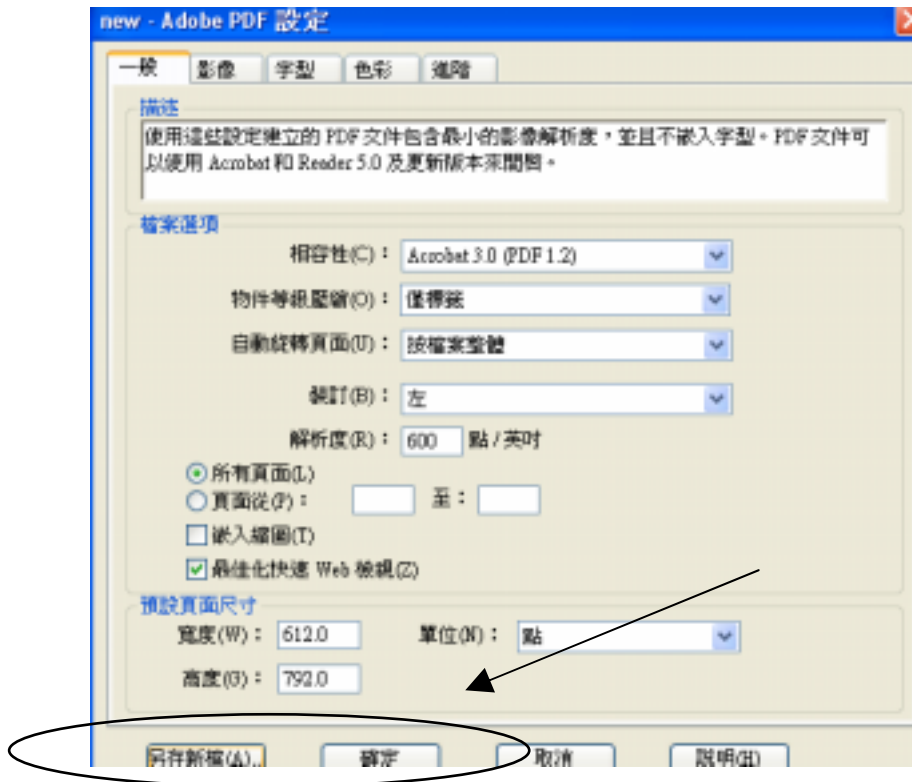 new - Adobe PDF 設定
一般 影像 字型 色彩 進階
描述
使用這些設定建立的 PDF 文件包含最小的影像解析度，並且不嵌入字型。PDF 文件可
以使用 Acrobat 和 Reader 5.0 及更新版本來開啟。
檔案選項
相容性(C)： Acrobat 3.0 (PDF 1.2)
物件等級壓縮(O)： 僅標籤
自動旋轉頁面(U)： 按檔案整體
裝訂(B)： 左
解析度(R)： 600 點 / 英吋
所有頁面(L)
頁面從(P)： 至：
嵌入縮圖(T)
最佳化快速 Web 檢視(Z)
預設頁面尺寸
寬度(W)： 612.0 單位(N)： 點
高度(G)： 792.0
另存新檔(A)... 確定 取消 說明(H)